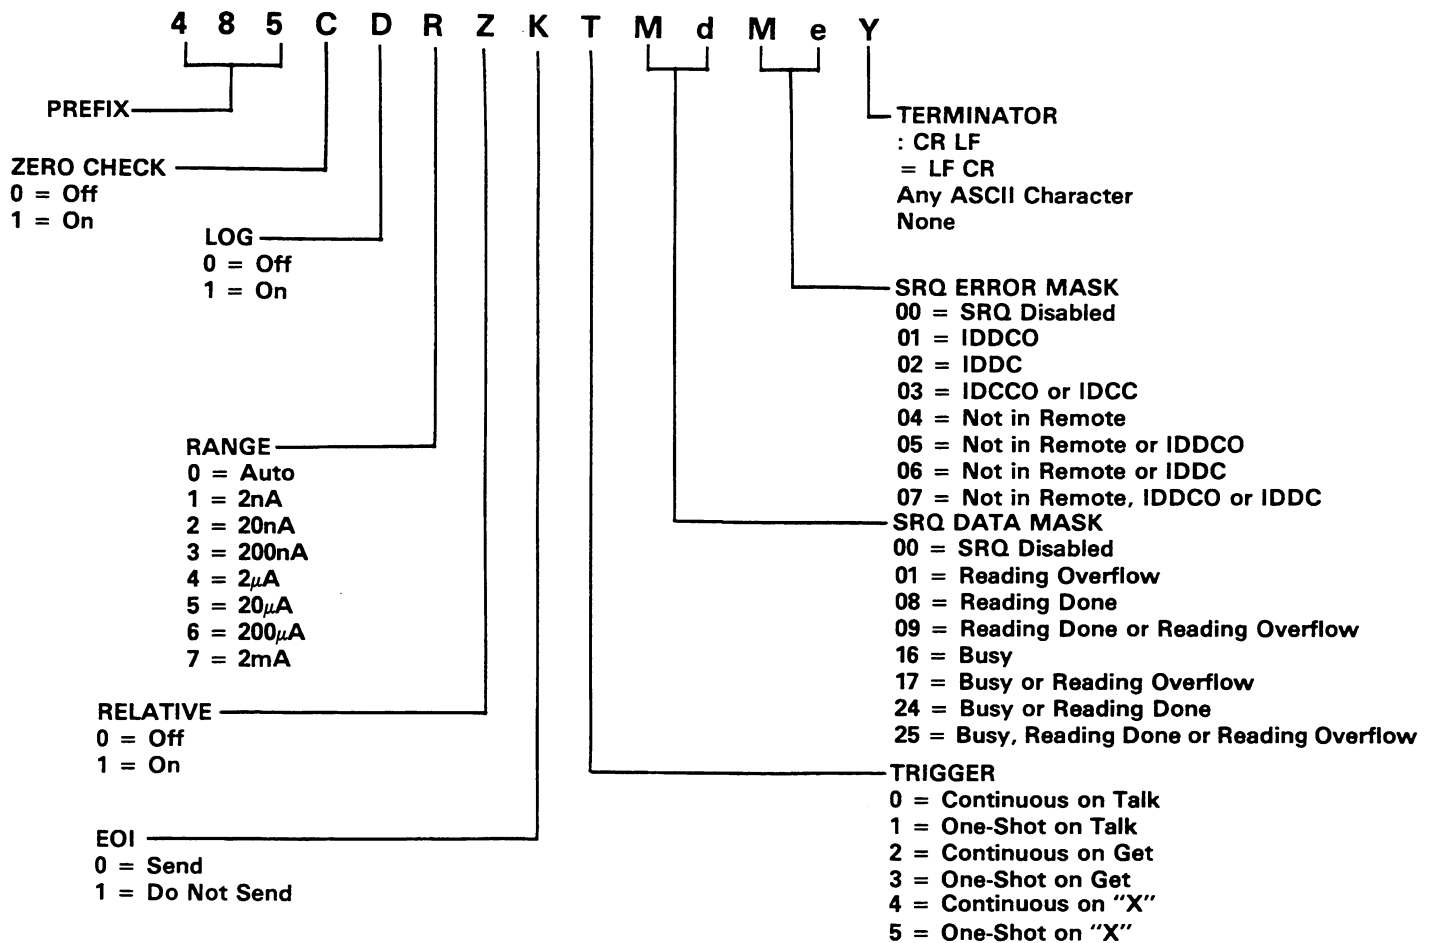 4 8 5 C D R Z K T M d M e Y
PREFIX
ZERO CHECK
0 = Off
1 = On
LOG
0 = Off
1 = On
RANGE
0 = Auto
1 = 2nA
2 = 20nA
3 = 200nA
4 = 2μA
5 = 20μA
6 = 200μA
7 = 2mA
RELATIVE
0 = Off
1 = On
EOI
0 = Send
1 = Do Not Send
TERMINATOR
: CR LF
= LF CR
Any ASCII Character
None
SRQ ERROR MASK
00 = SRQ Disabled
01 = IDDCO
02 = IDDC
03 = IDCCO or IDCC
04 = Not in Remote
05 = Not in Remote or IDDCO
06 = Not in Remote or IDDC
07 = Not in Remote, IDDCO or IDDC
SRQ DATA MASK
00 = SRQ Disabled
01 = Reading Overflow
08 = Reading Done
09 = Reading Done or Reading Overflow
16 = Busy
17 = Busy or Reading Overflow
24 = Busy or Reading Done
25 = Busy, Reading Done or Reading Overflow
TRIGGER
0 = Continuous on Talk
1 = One-Shot on Talk
2 = Continuous on Get
3 = One-Shot on Get
4 = Continuous on "X"
5 = One-Shot on "X"